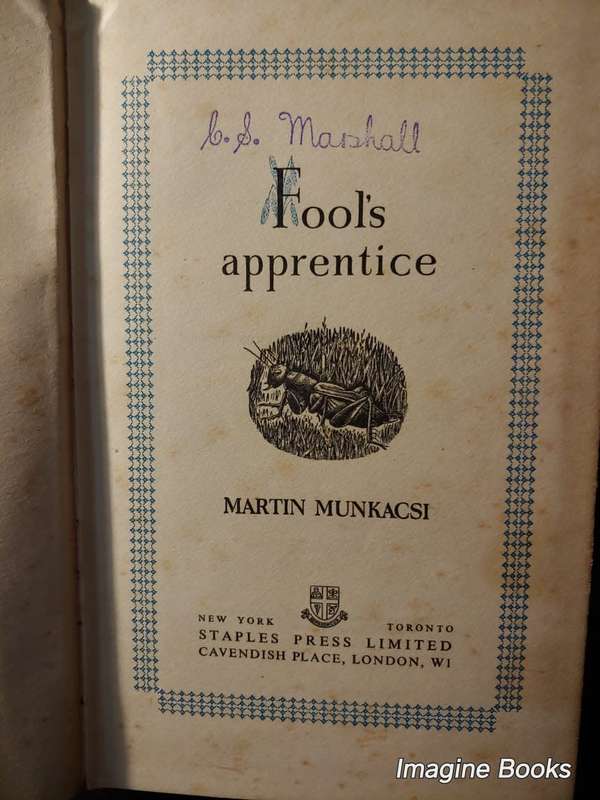 C. S. Marshall
Fool's
apprentice
MARTIN MUNKACSI
NEW YORK TORONTO
STAPLES PRESS LIMITED
CAVENDISH PLACE, LONDON, W1
Imagine Books